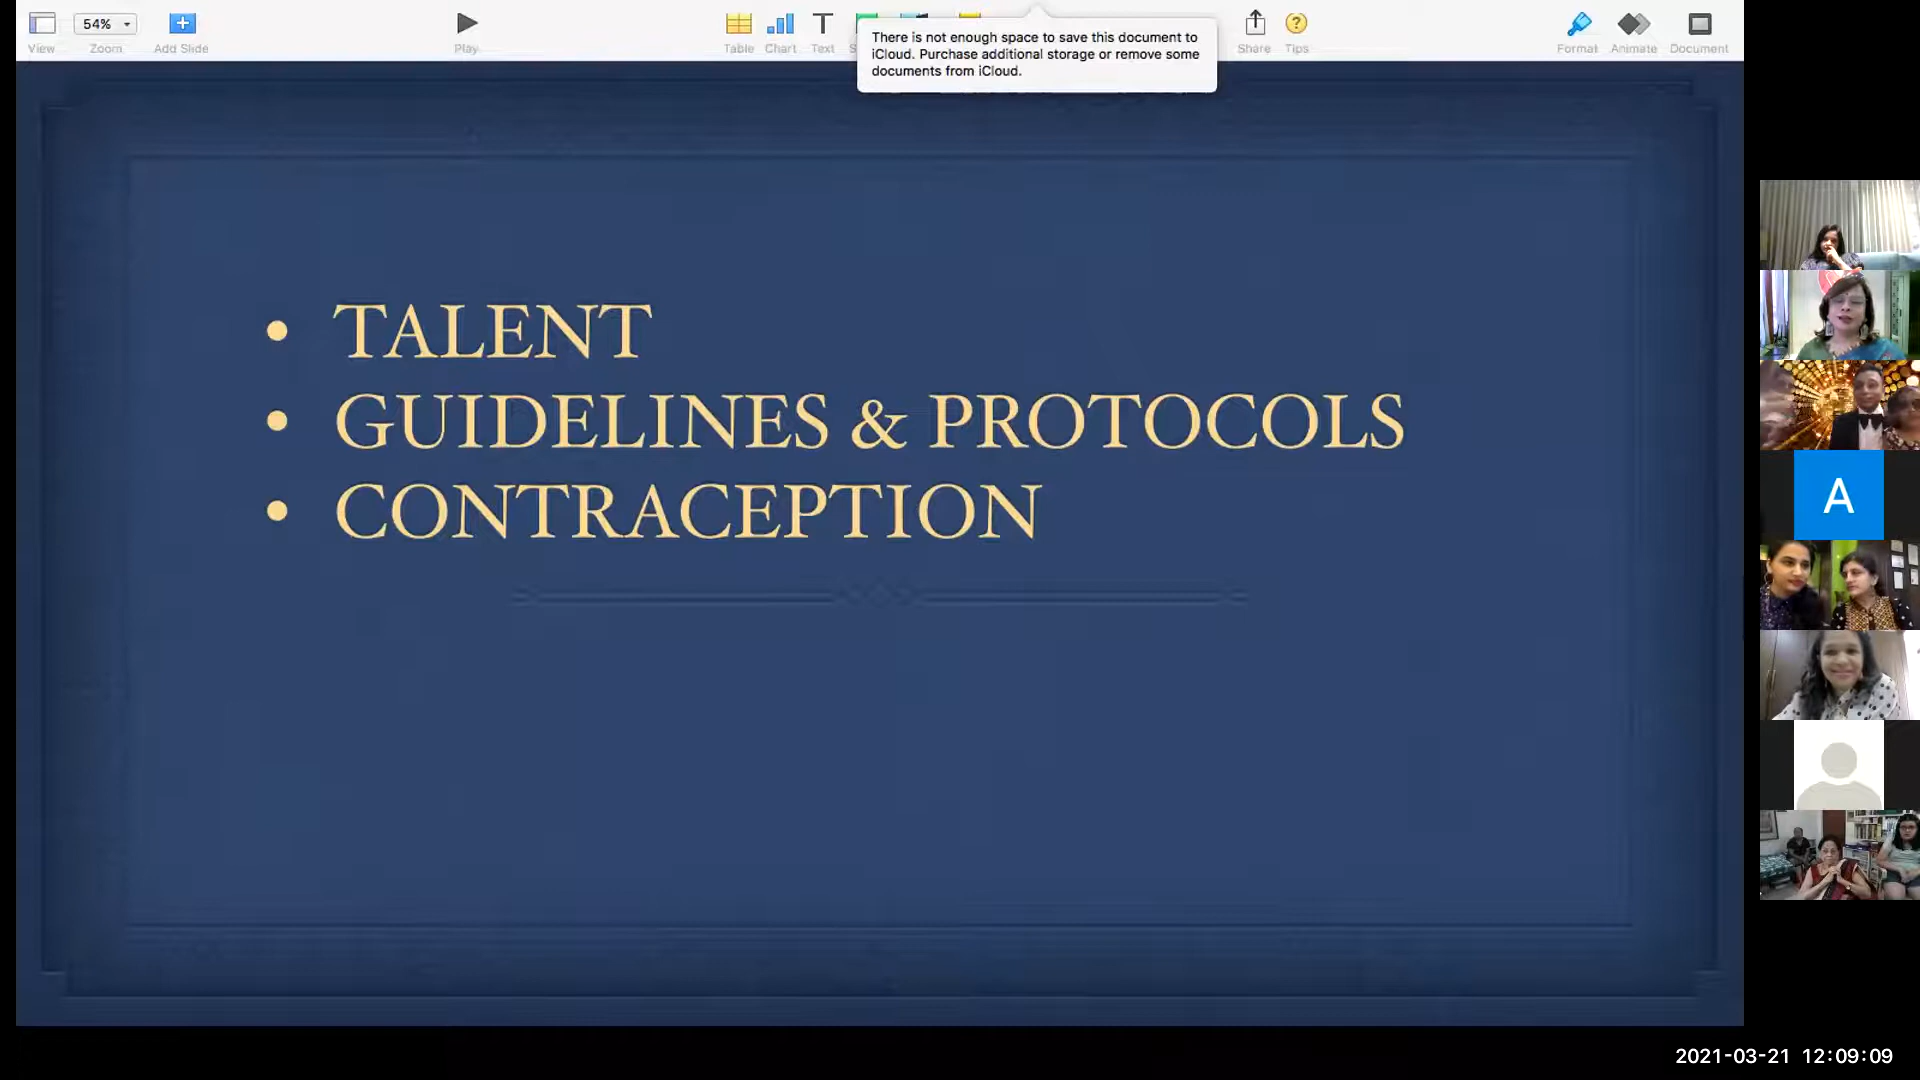 54%
View
Zoom
Add Slide
Play
Table
Chart
Text
Share
Tips
Format
Animate
Document
There is not enough space to save this document to
iCloud. Purchase additional storage or remove some
documents from iCloud.
• TALENT
• GUIDELINES & PROTOCOLS
• CONTRACEPTION
A
2021-03-21 12:09:09